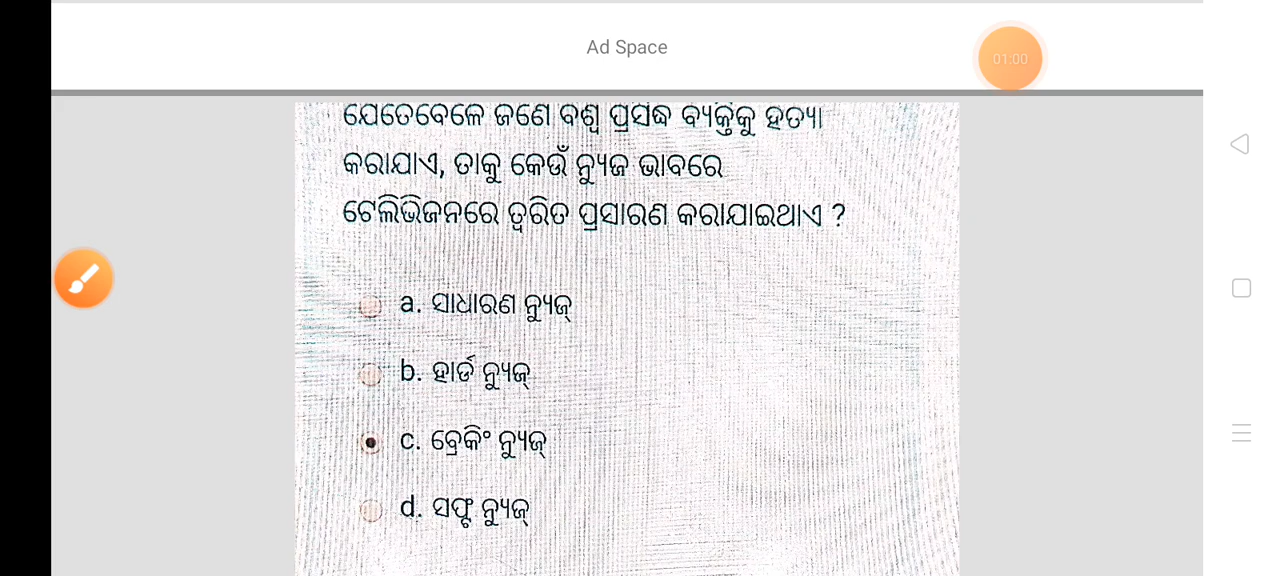 Ad Space
01:00
ଯେତେବେଳେ ଜଣେ ବିଶ୍ୱ ପ୍ରସିଦ୍ଧ ବ୍ୟକ୍ତିକୁ ହତ୍ୟା
କରାଯାଏ, ତାକୁ କେଉଁ ନ୍ୟୁଜ ଭାବରେ
ଟେଲିଭିଜନରେ ତ୍ୱରିତ ପ୍ରସାରଣ କରାଯାଇଥାଏ ?
a. ସାଧାରଣ ନ୍ୟୁଜ୍
b. ହାର୍ଡ ନ୍ୟୁଜ୍
c. ବ୍ରେକିଂ ନ୍ୟୁଜ୍
d. ସଫ୍ଟ ନ୍ୟୁଜ୍